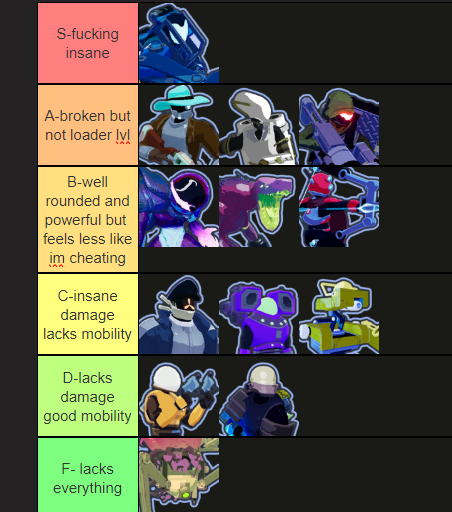 S-fucking
insane
A-broken but
not loader lvl
B-well
rounded and
powerful but
feels less like
im cheating
C-insane
damage
lacks mobility
D-lacks
damage
good mobility
F- lacks
everything